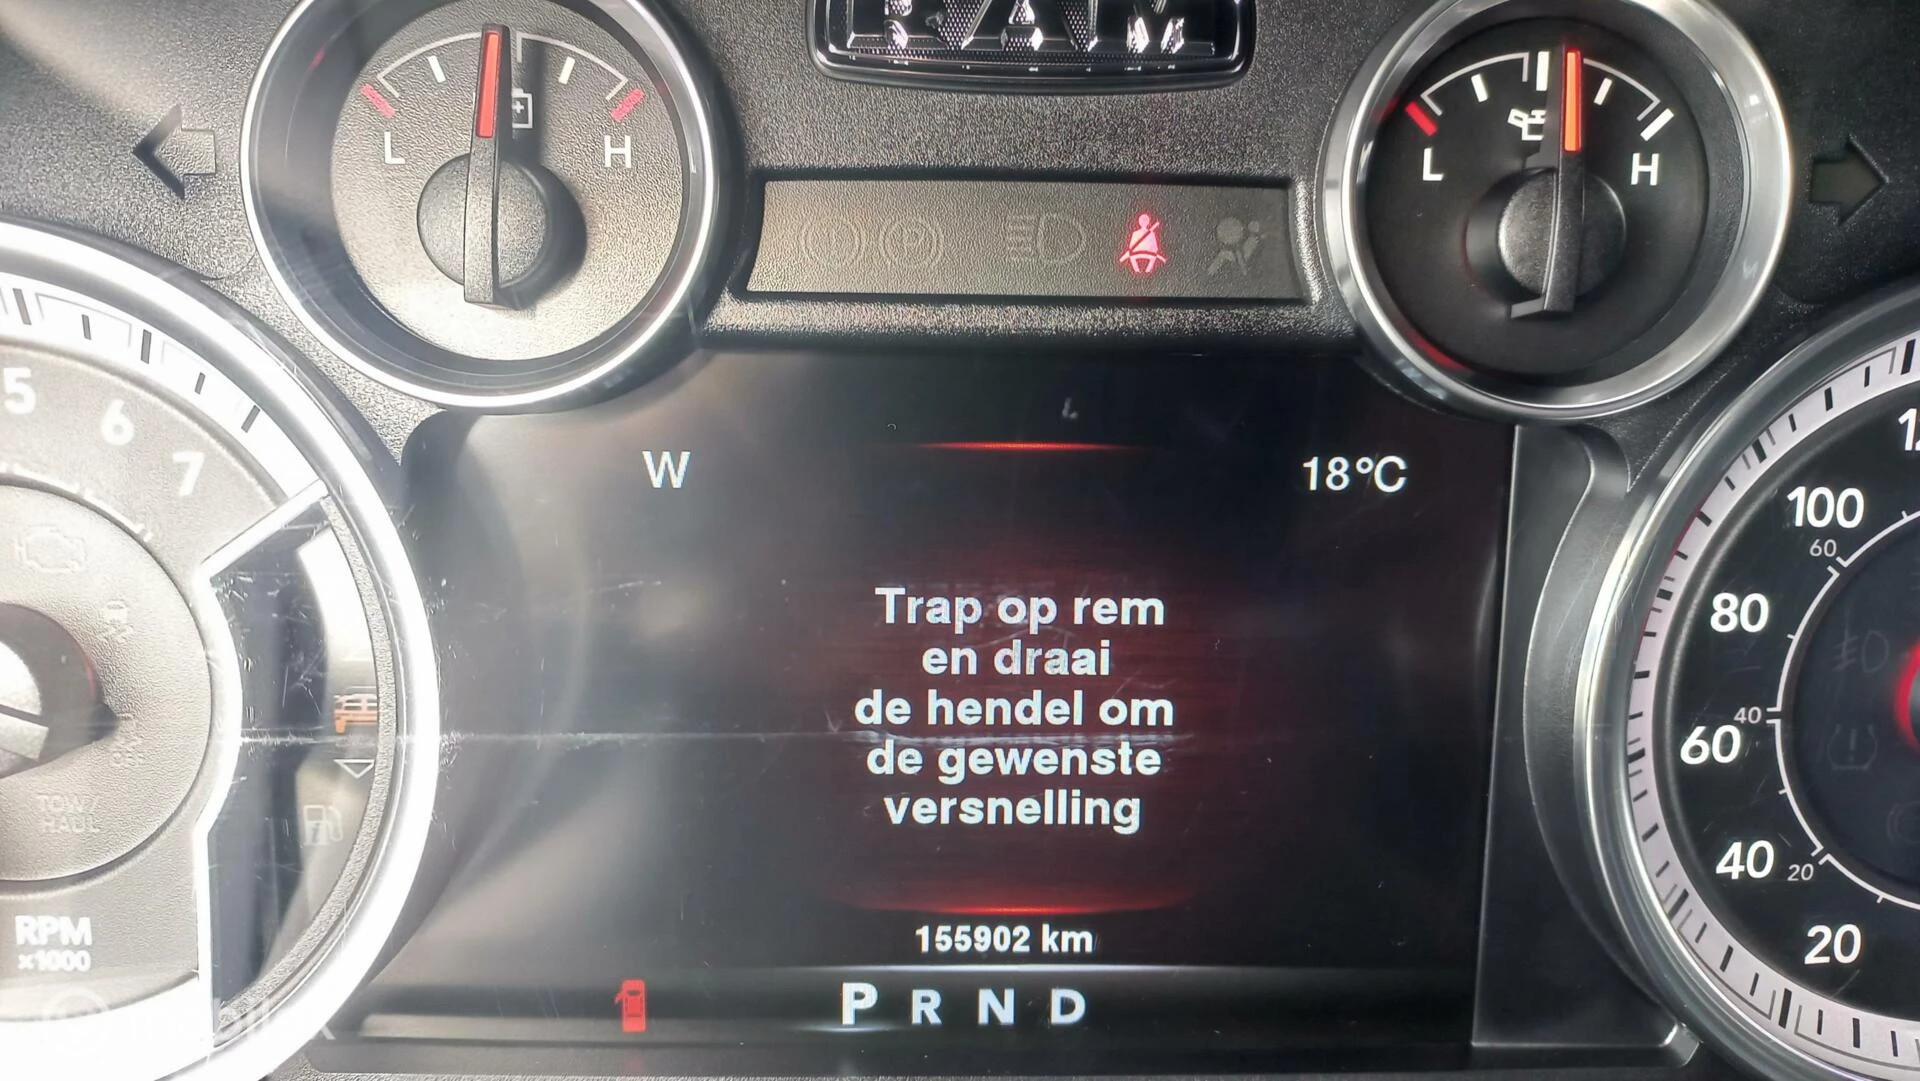 RAM
L H
L H
5
6
7
W 18°C
Trap op rem
en draai
de hendel om
de gewenste
versnelling
155902 km
P R N D
TOW/
HAUL
RPM
x1000
100
80
60
40
20
60
40
20